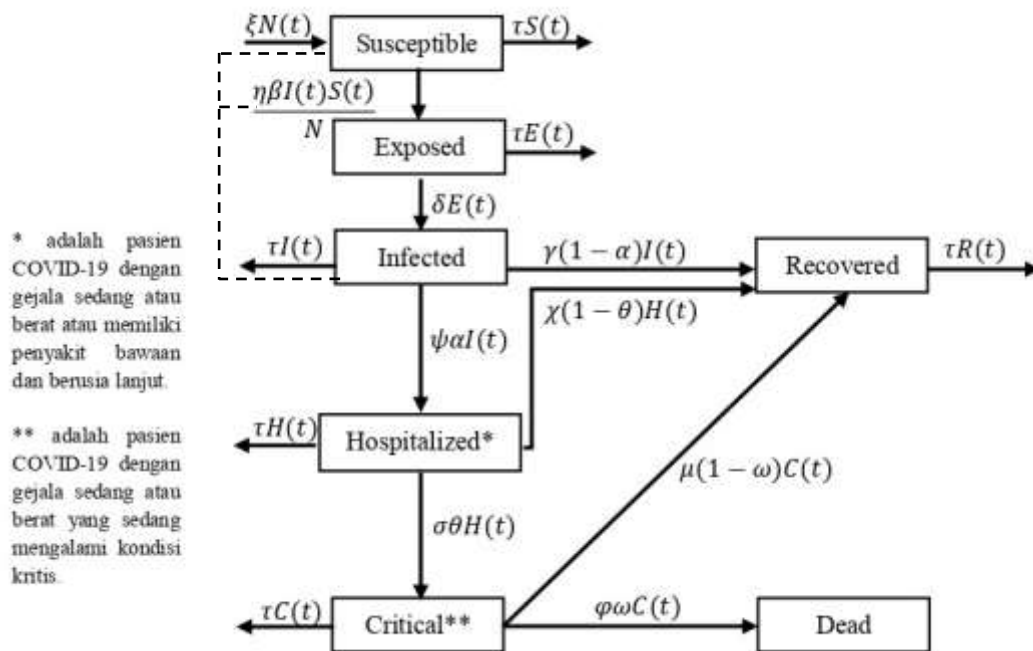 ξN(t)
Susceptible
τS(t)
ηβI(t)S(t)
N
Exposed
τE(t)
δE(t)
* adalah pasien
COVID-19 dengan
gejala sedang atau
berat atau memiliki
penyakit bawaan
dan berusia lanjut.
τI(t)
Infected
γ(1 − α)I(t)
Recovered
τR(t)
χ(1 − θ)H(t)
ψαI(t)
** adalah pasien
COVID-19 dengan
gejala sedang atau
berat yang sedang
mengalami kondisi
kritis.
τH(t)
Hospitalized*
μ(1 − ω)C(t)
σθH(t)
τC(t)
Critical**
φωC(t)
Dead